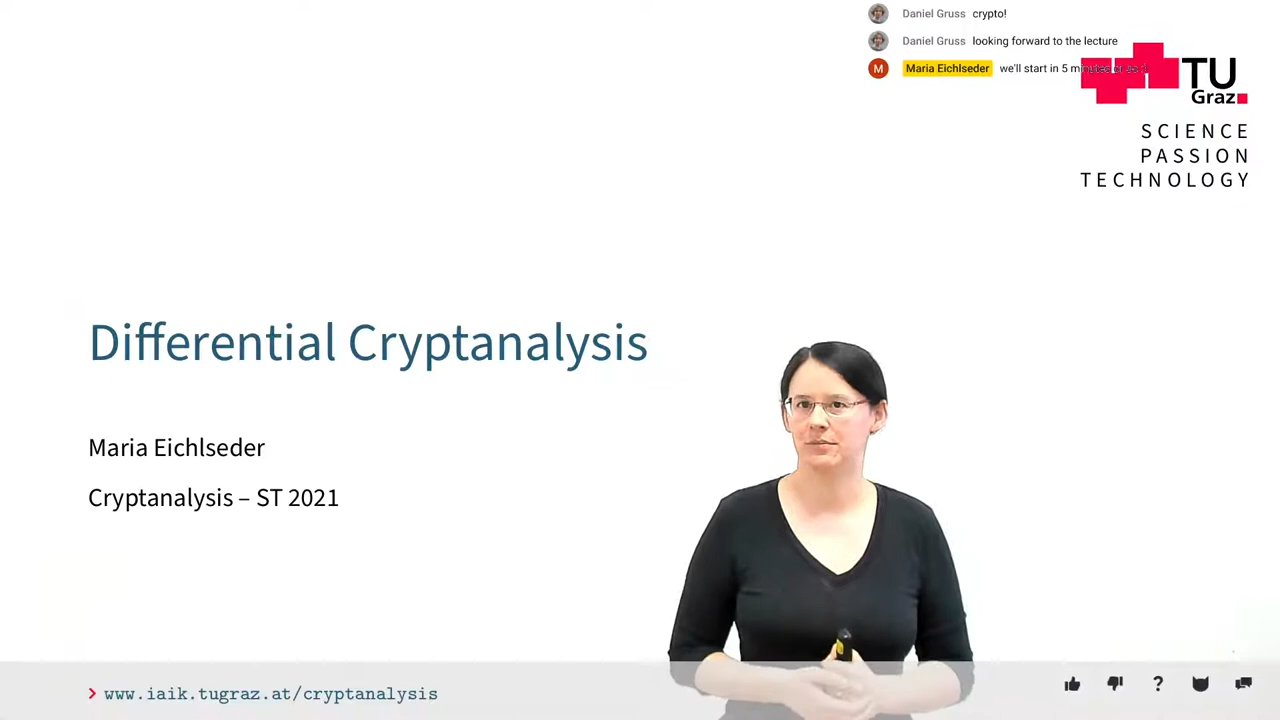 Daniel Gruss crypto!
Daniel Gruss looking forward to the lecture
M Maria Eichlseder we'll start in 5
TU
Graz
SCIENCE
PASSION
TECHNOLOGY
Differential Cryptanalysis
Maria Eichlseder
Cryptanalysis – ST 2021
www.iaik.tugraz.at/cryptanalysis
?